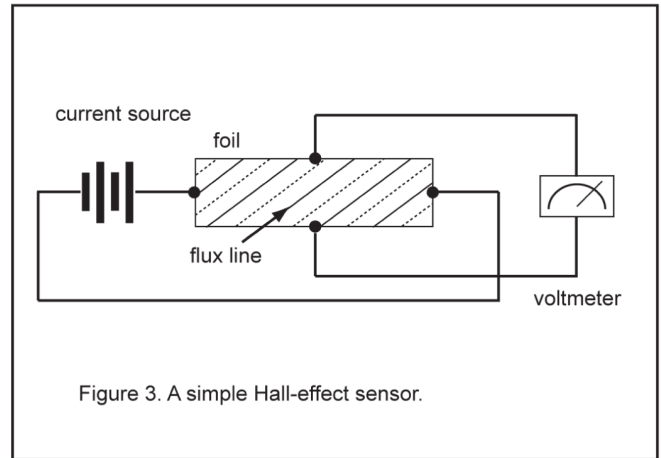 current source
foil
flux line
voltmeter
Figure 3. A simple Hall-effect sensor.